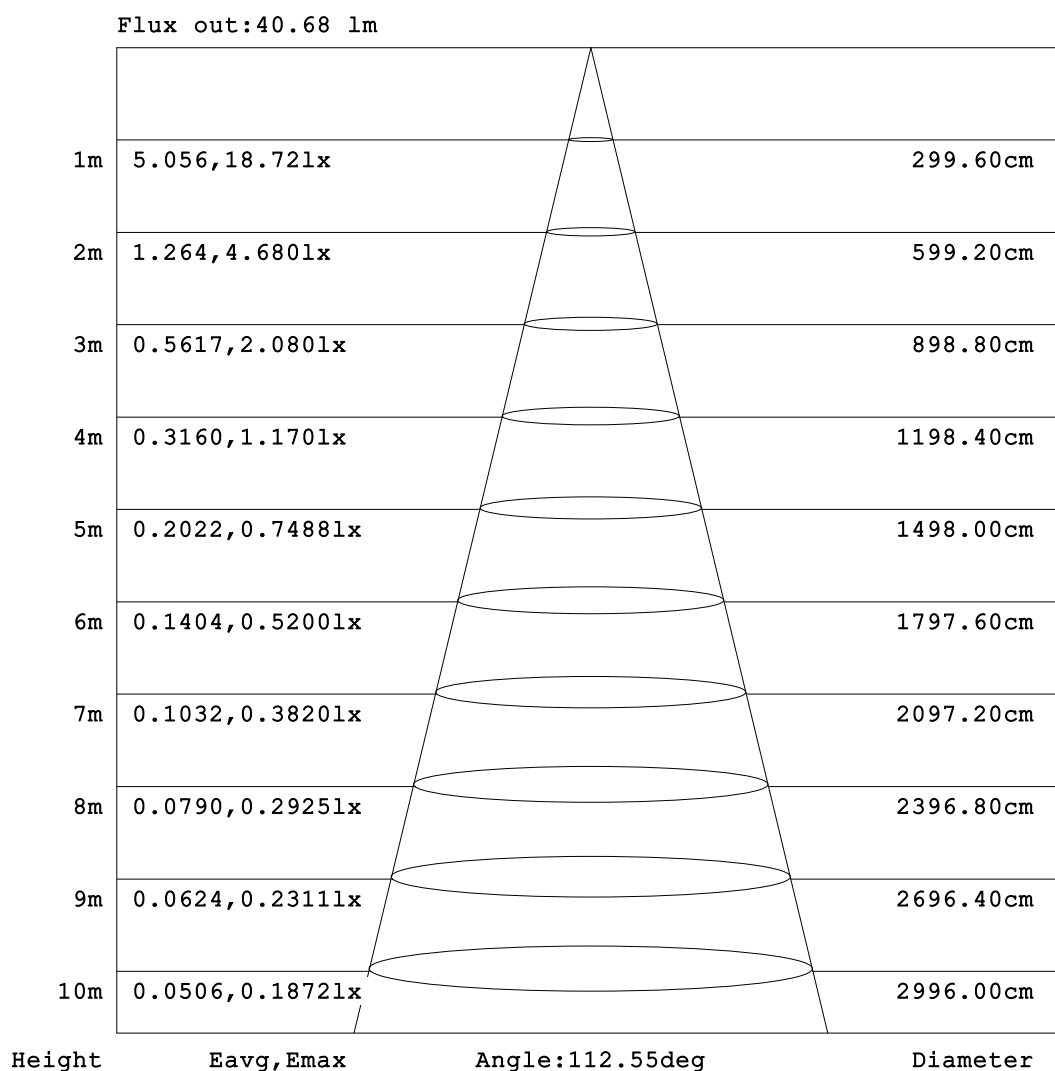 Flux out:40.68 lm
1m 5.056,18.72lx 299.60cm
2m 1.264,4.680lx 599.20cm
3m 0.5617,2.080lx 898.80cm
4m 0.3160,1.170lx 1198.40cm
5m 0.2022,0.7488lx 1498.00cm
6m 0.1404,0.5200lx 1797.60cm
7m 0.1032,0.3820lx 2097.20cm
8m 0.0790,0.2925lx 2396.80cm
9m 0.0624,0.2311lx 2696.40cm
10m 0.0506,0.1872lx 2996.00cm
Height Eavg,Emax Angle:112.55deg Diameter